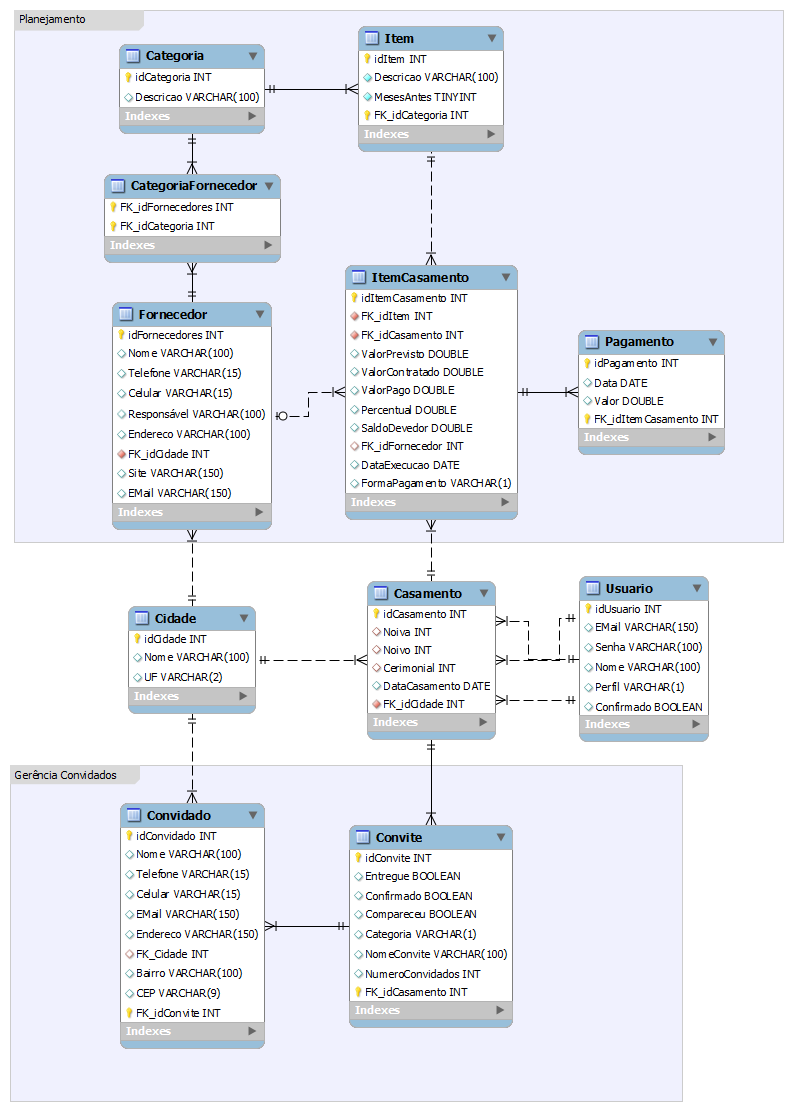 Planejamento
Categoria
idCategoria INT
Descricao VARCHAR(100)
Indexes
Item
idItem INT
Descricao VARCHAR(100)
MesesAntes TINYINT
FK_idCategoria INT
Indexes
CategoriaFornecedor
FK_idFornecedores INT
FK_idCategoria INT
Indexes
Fornecedor
idFornecedores INT
Nome VARCHAR(100)
Telefone VARCHAR(15)
Celular VARCHAR(15)
Responsável VARCHAR(100)
Endereco VARCHAR(100)
FK_idCidade INT
Site VARCHAR(150)
EMail VARCHAR(150)
Indexes
ItemCasamento
idItemCasamento INT
FK_idItem INT
FK_idCasamento INT
ValorPrevisto DOUBLE
ValorContratado DOUBLE
ValorPago DOUBLE
Percentual DOUBLE
SaldoDevedor DOUBLE
FK_idFornecedor INT
DataExecucao DATE
FormaPagamento VARCHAR(1)
Indexes
Pagamento
idPagamento INT
Data DATE
Valor DOUBLE
FK_idItemCasamento INT
Indexes
Cidade
idCidade INT
Nome VARCHAR(100)
UF VARCHAR(2)
Indexes
Casamento
idCasamento INT
Noiva INT
Noivo INT
Cerimonial INT
DataCasamento DATE
FK_idCidade INT
Indexes
Usuario
idUsuario INT
EMail VARCHAR(150)
Senha VARCHAR(100)
Nome VARCHAR(100)
Perfil VARCHAR(1)
Confirmado BOOLEAN
Indexes
Gerência Convidados
Convidado
idConvidado INT
Nome VARCHAR(100)
Telefone VARCHAR(15)
Celular VARCHAR(15)
EMail VARCHAR(150)
Endereco VARCHAR(150)
FK_Cidade INT
Bairro VARCHAR(100)
CEP VARCHAR(9)
FK_idConvite INT
Indexes
Convite
idConvite INT
Entregue BOOLEAN
Confirmado BOOLEAN
Compareceu BOOLEAN
Categoria VARCHAR(1)
NomeConvite VARCHAR(100)
NumeroConvidados INT
FK_idCasamento INT
Indexes